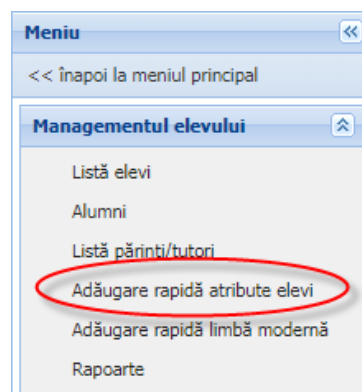 Meniu
<< înapoi la meniul principal
Managementul elevului
Listă elevi
Alumni
Listă părinți/tutori
Adăugare rapidă atribute elevi
Adăugare rapidă limbă modernă
Rapoarte